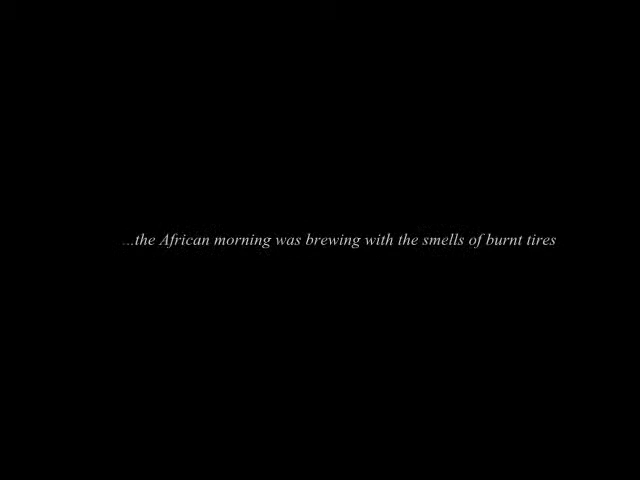 ...the African morning was brewing with the smells of burnt tires